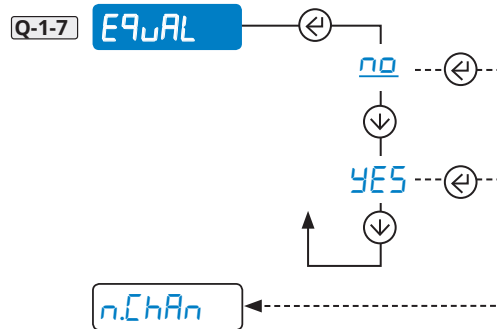 Q-1-7 EquAL
no
YES
n.ChAn